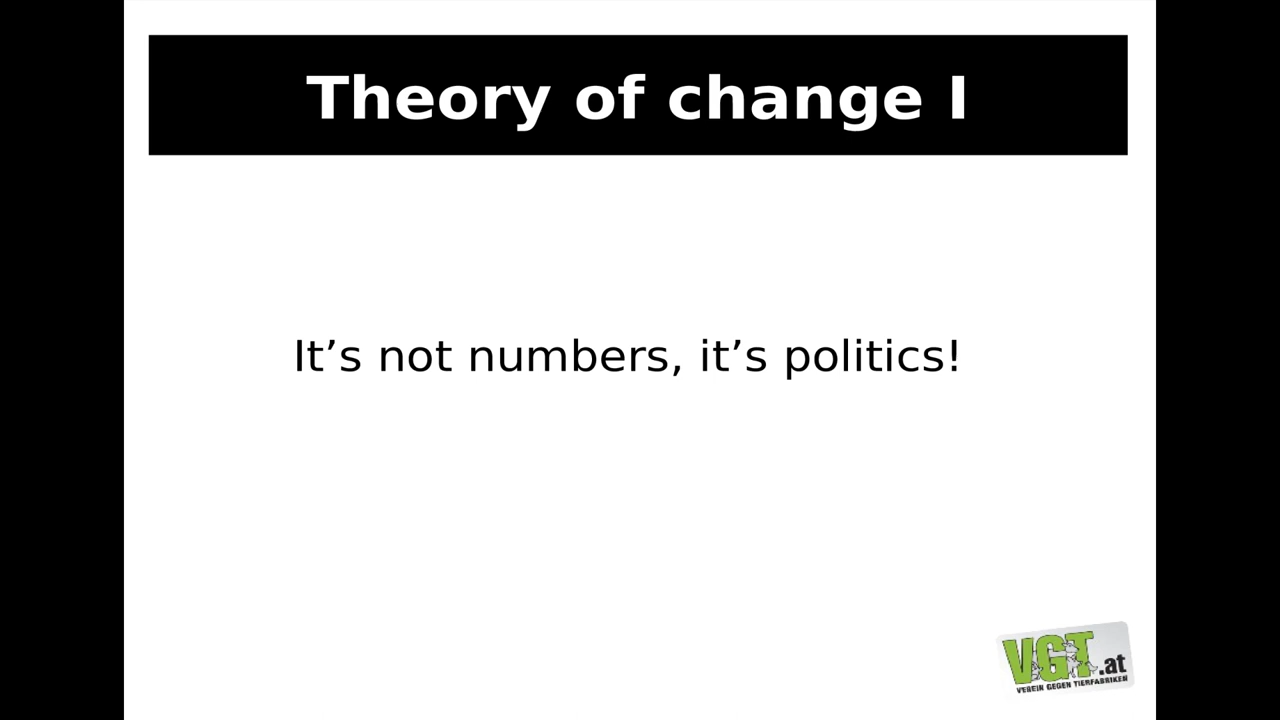 Theory of change I
It’s not numbers, it’s politics!
VGT.at
VEREIN GEGEN TIERFABRIKEN